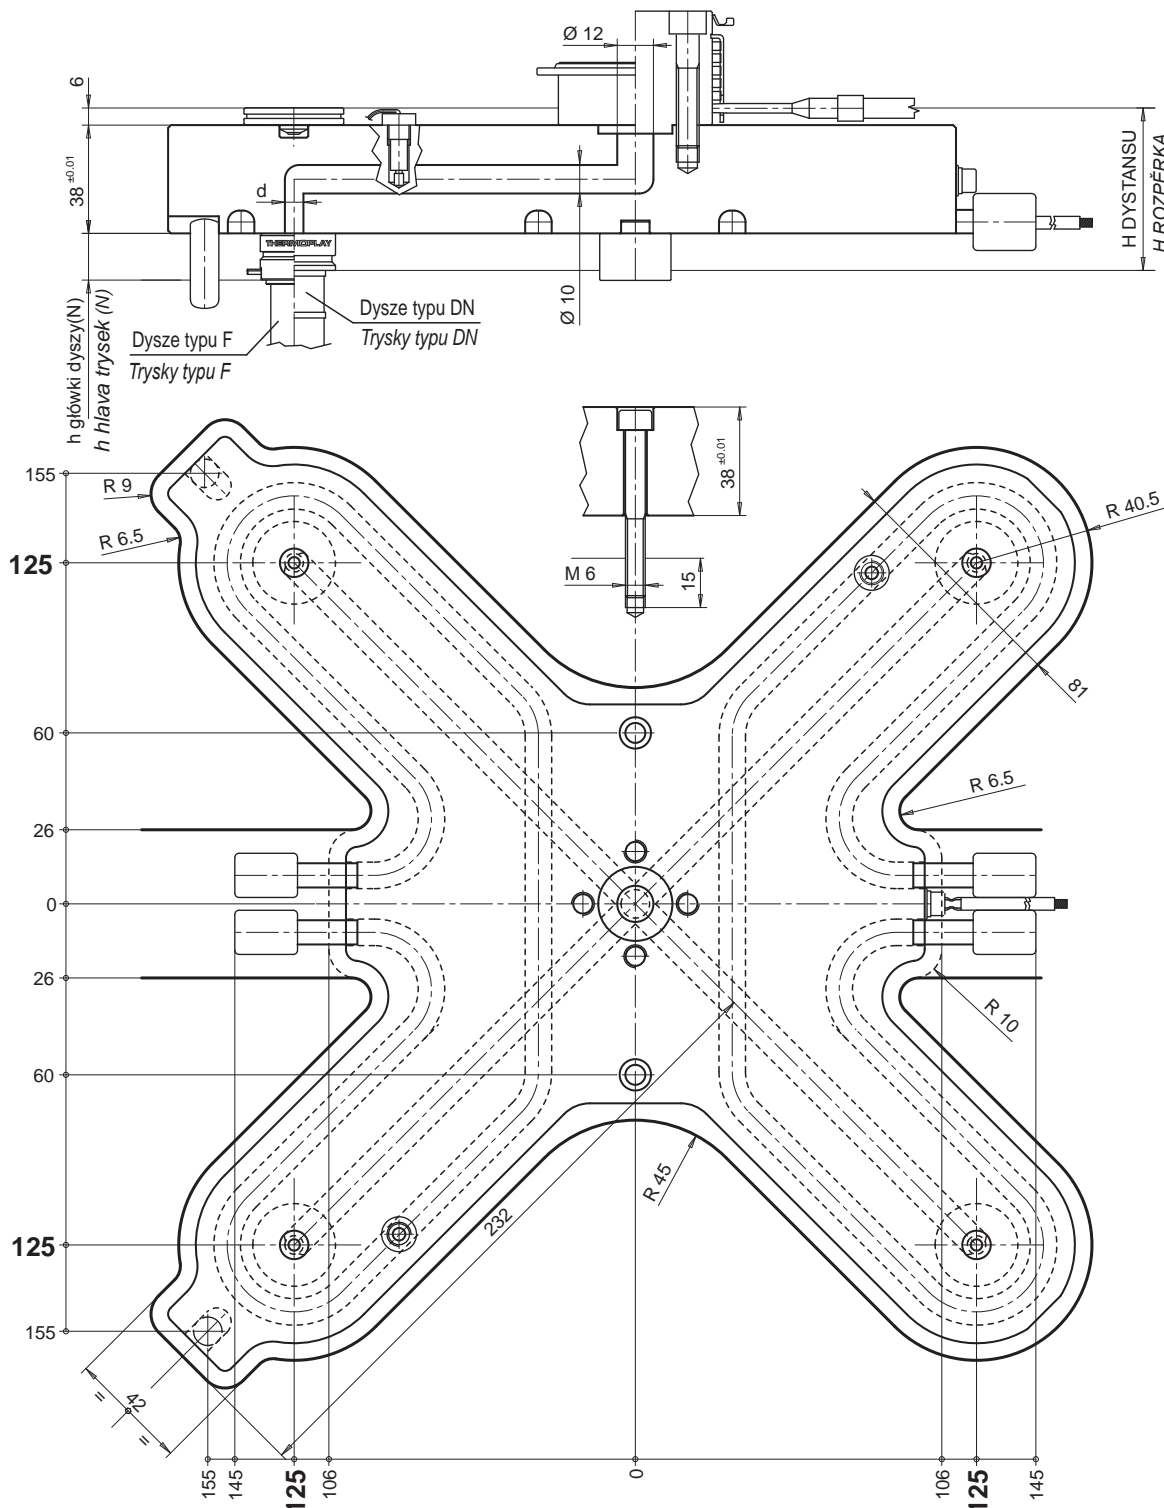 Ø 12
6
38 ±0.01
d
THERMOPLAY
H DYSTANSU
H ROZPĚRKA
Ø 10
Dysze typu DN
Trysky typu DN
Dysze typu F
Trysky typu F
h główki dyszy(N)
h hlava trysek (N)
38 ±0.01
M 6
15
155
R 9
R 6.5
125
R 40.5
81
60
R 6.5
26
0
26
R 10
60
R 45
232
125
155
42
=
=
155
145
125
106
0
106
125
145